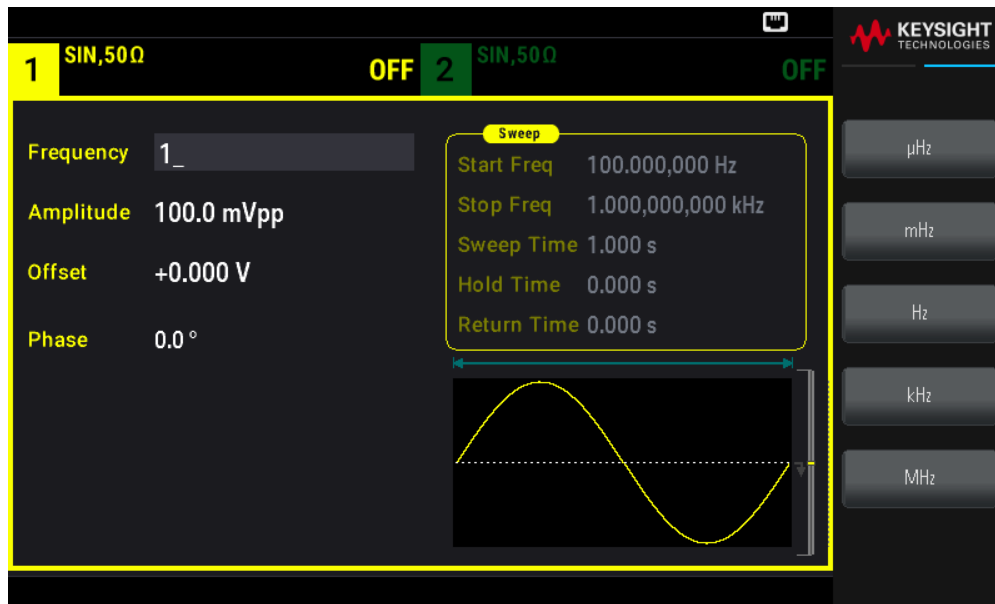 KEYSIGHT
TECHNOLOGIES
1 SIN,50Ω OFF
2 SIN,50Ω OFF
Frequency 1_
Amplitude 100.0 mVpp
Offset +0.000 V
Phase 0.0 °
Sweep
Start Freq 100.000,000 Hz
Stop Freq 1.000,000,000 kHz
Sweep Time 1.000 s
Hold Time 0.000 s
Return Time 0.000 s
µHz
mHz
Hz
kHz
MHz